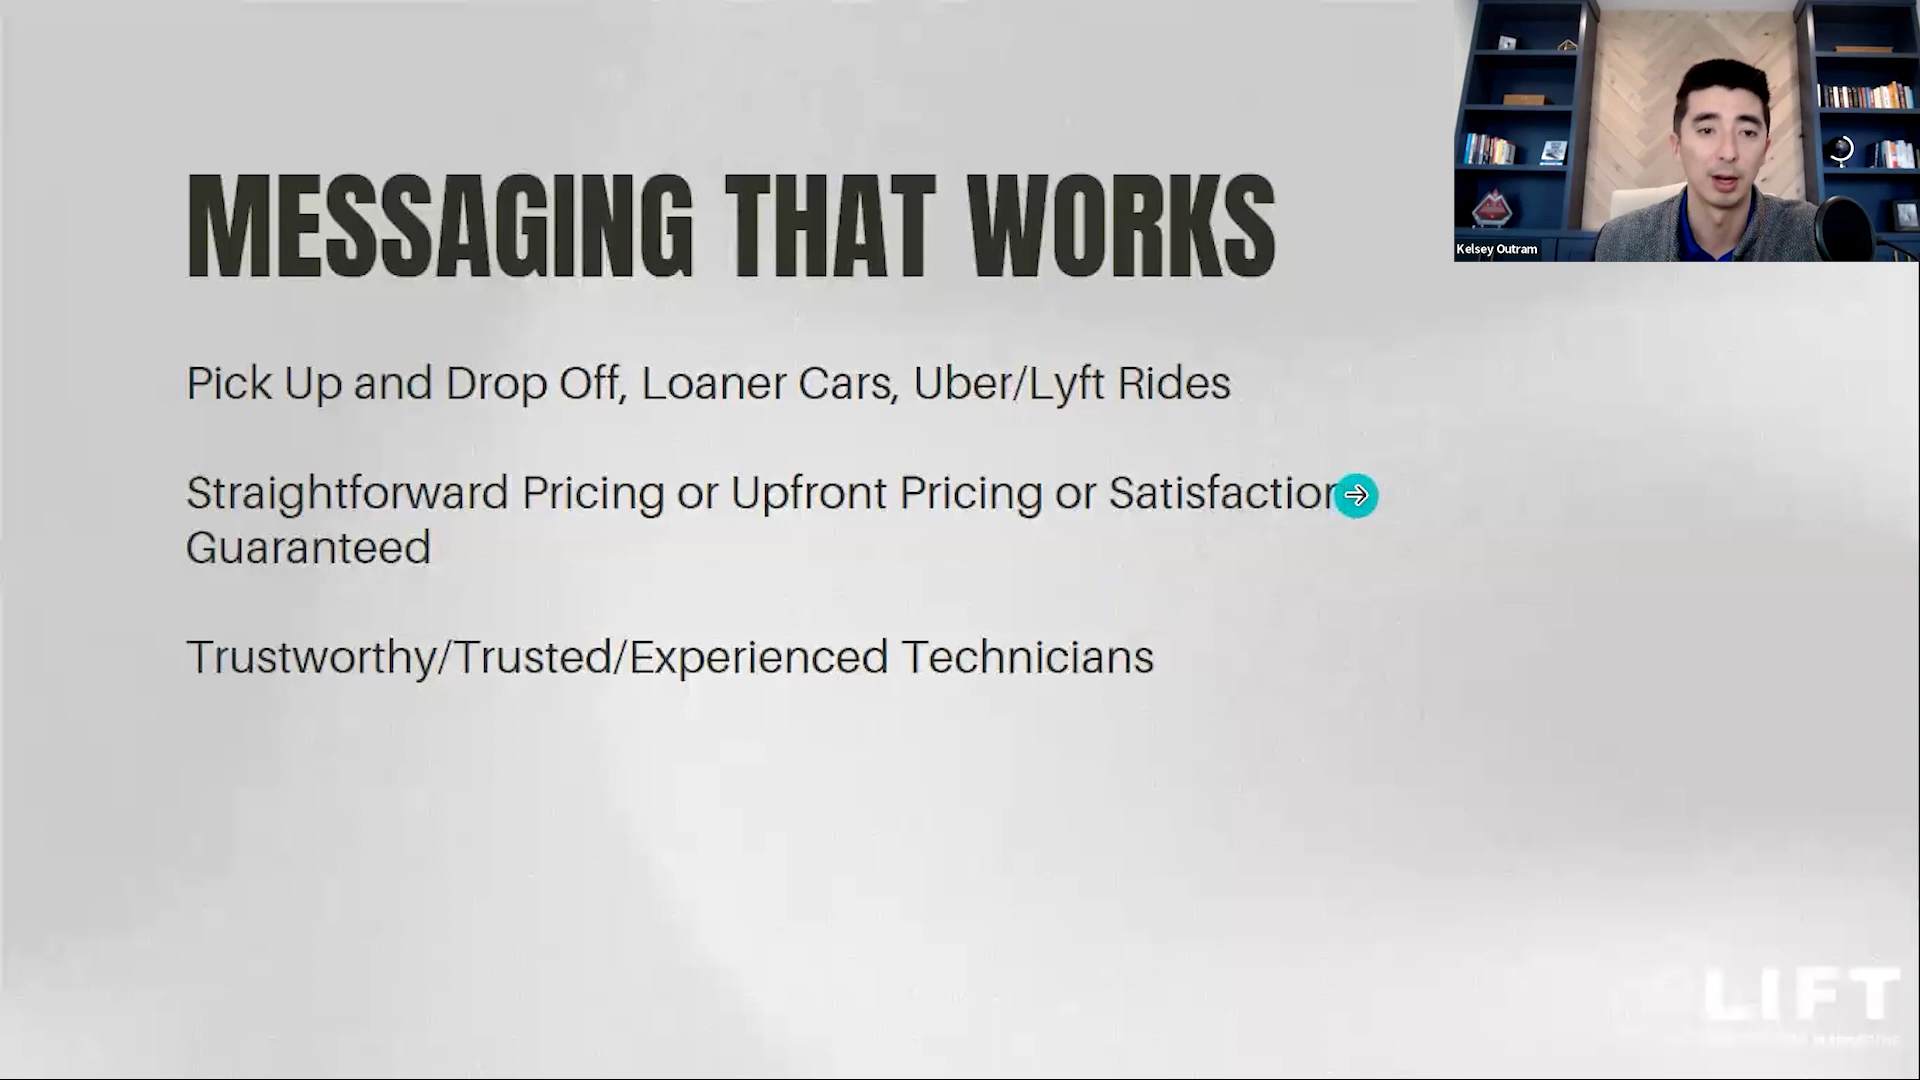 MESSAGING THAT WORKS
Kelsey Outram
Pick Up and Drop Off, Loaner Cars, Uber/Lyft Rides
Straightforward Pricing or Upfront Pricing or Satisfaction
Guaranteed
Trustworthy/Trusted/Experienced Technicians
LIFT